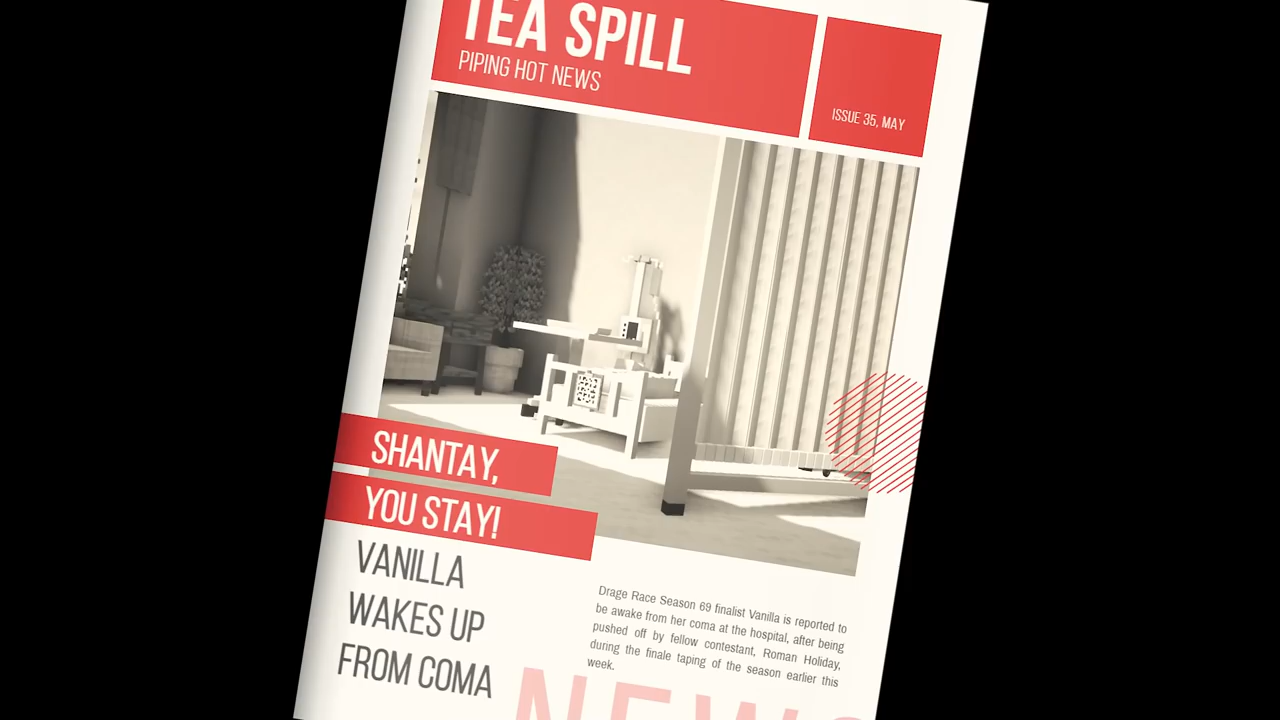 TEA SPILL
PIPING HOT NEWS
ISSUE 35, MAY
SHANTAY,
YOU STAY!
VANILLA
WAKES UP
FROM COMA
Drage Race Season 69 finalist Vanilla is reported to
be awake from her coma at the hospital, after being
pushed off by fellow contestant, Roman Holiday,
during the finale taping of the season earlier this
week.
NEWS